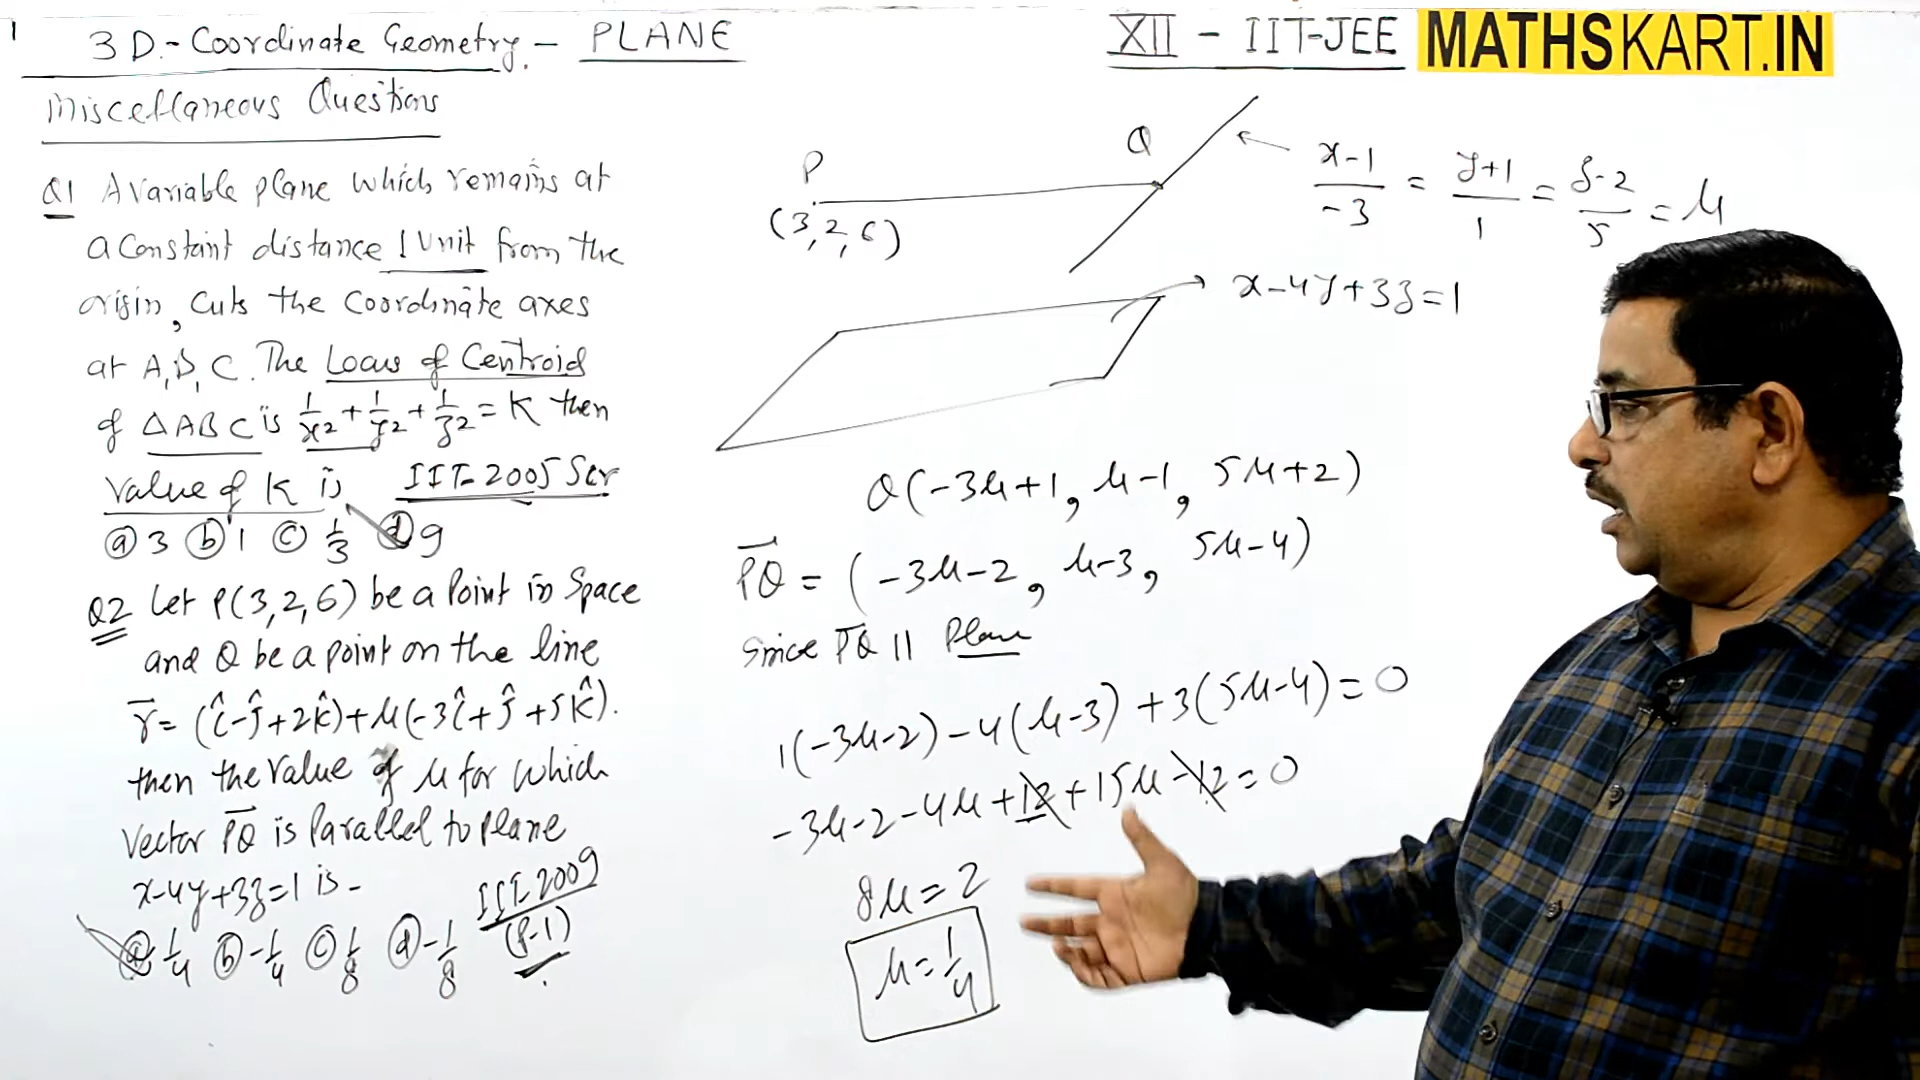 1
3D.- Coordinate Geometry.- PLANE
XII - IIT-JEE
MATHSKART.IN
Miscellaneous Questions
Q1 A variable plane which remains at
a constant distance 1 Unit from the
origin, cuts the coordinate axes
at A, B, C. The Locus of Centroid
of △ABC is 1/x² + 1/y² + 1/z² = K then
value of K is IIT-2005 Scr
ⓐ 3 ⓑ 1 ⓒ 1/3 ⓓ 9
Q2 Let P(3,2,6) be a Point in Space
and Q be a point on the line
r̄ = (î-ĵ+2k̂)+μ(-3î+ĵ+5k̂).
then the value of μ for which
vector PQ is Parallel to plane
x-4y+3z=1 is -
IIT-2009
(P-1)
ⓐ 1/4 ⓑ -1/4 ⓒ 1/8 ⓓ -1/8
P
(3,2,6)
Q
(x-1)/-3 = (y+1)/1 = (z-2)/5 = μ
x-4y+3z=1
Q(-3μ+1, μ-1, 5μ+2)
PQ = (-3μ-2, μ-3, 5μ-4)
Since PQ || Plane
1(-3μ-2)-4(μ-3)+3(5μ-4)=0
-3μ-2-4μ+12+15μ-12=0
8μ=2
μ=1/4